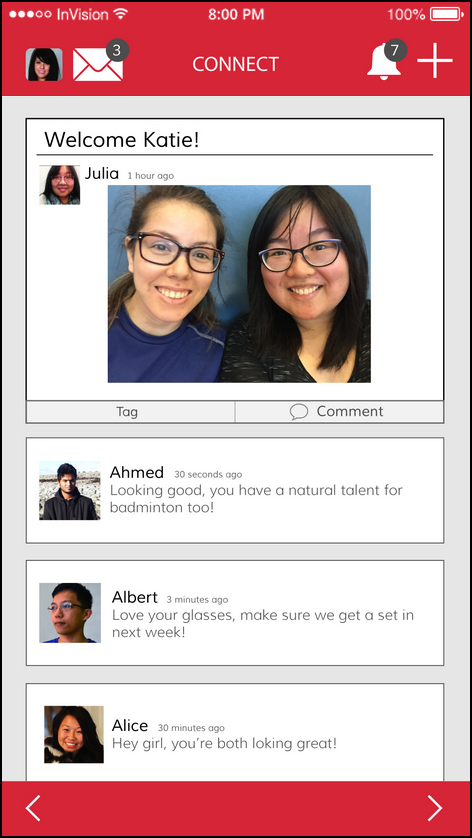 InVision 8:00 PM 100%
3 CONNECT 7
Welcome Katie!
Julia 1 hour ago
Tag Comment
Ahmed 30 seconds ago
Looking good, you have a natural talent for
badminton too!
Albert 3 minutes ago
Love your glasses, make sure we get a set in
next week!
Alice 30 minutes ago
Hey girl, you're both loking great!